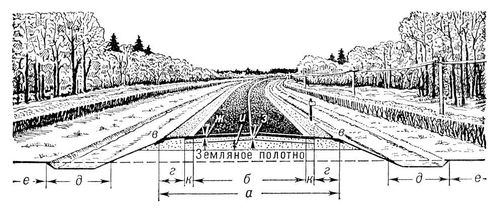 в ж и з в
Земляное полотно
е д г к б к г д е
а